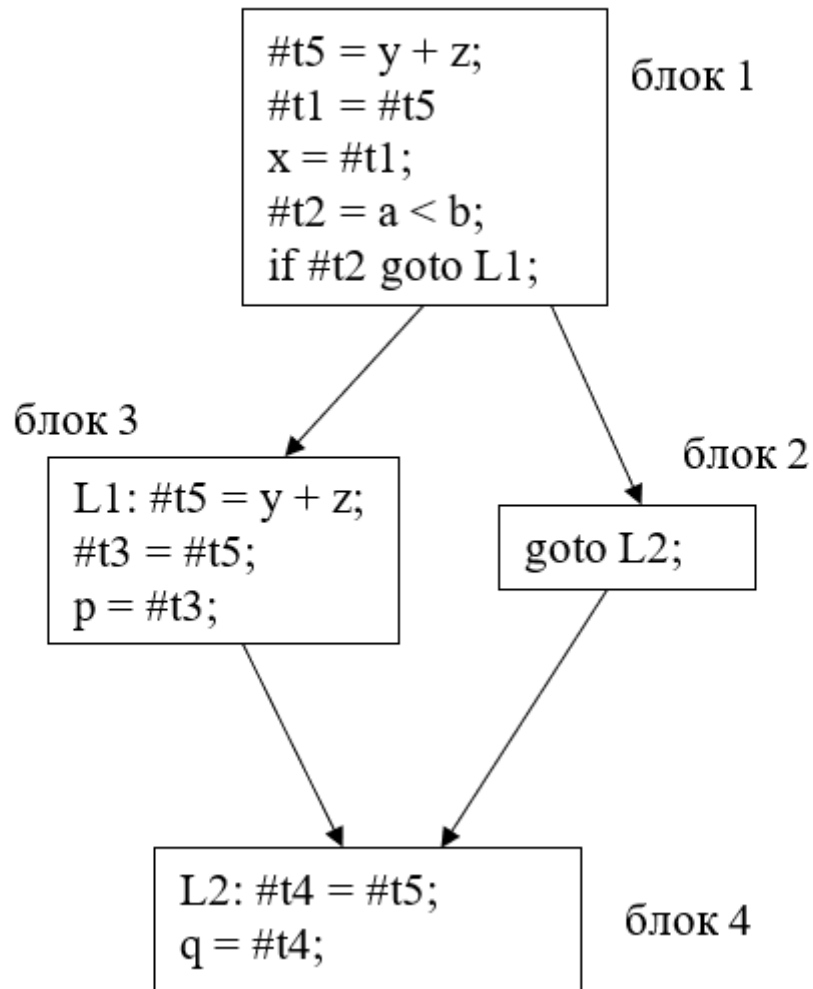 #t5 = y + z;
#t1 = #t5
x = #t1;
#t2 = a < b;
if #t2 goto L1;
блок 1
блок 3
L1: #t5 = y + z;
#t3 = #t5;
p = #t3;
блок 2
goto L2;
L2: #t4 = #t5;
q = #t4;
блок 4